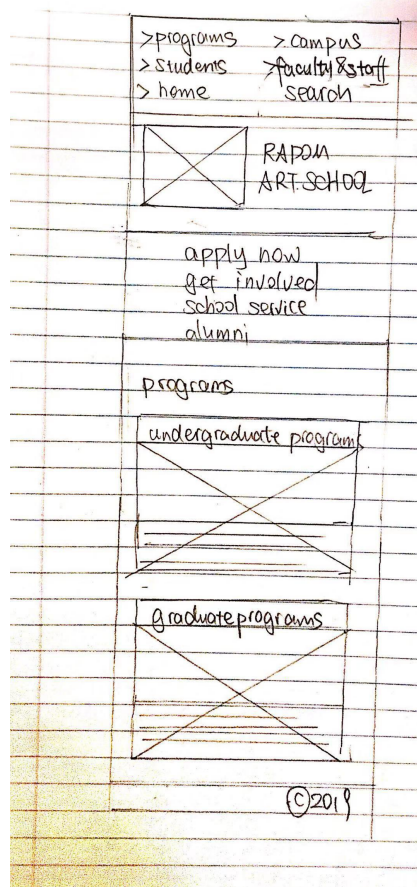 >programs >campus
>students >faculty&staff
>home search
RADOM
ART.SCHOOL
apply now
get involved
school service
alumni
programs
undergraduate programs
graduate programs
©2019